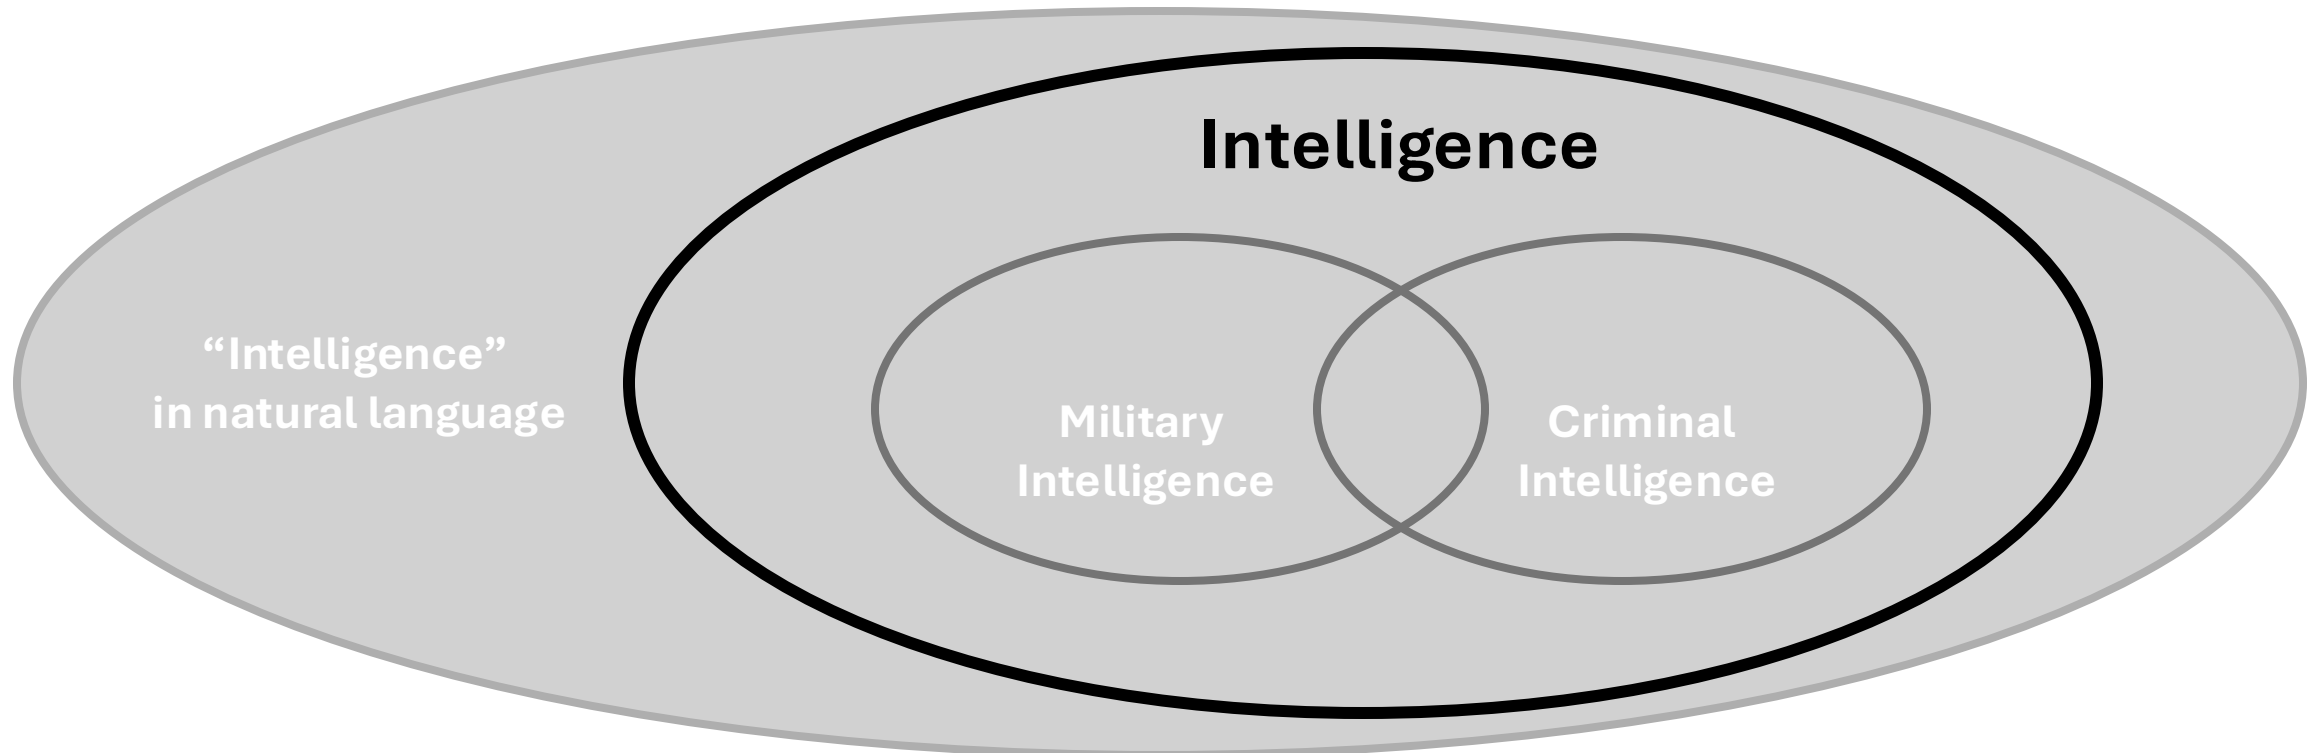 Intelligence
“Intelligence”
in natural language
Military
Intelligence
Criminal
Intelligence